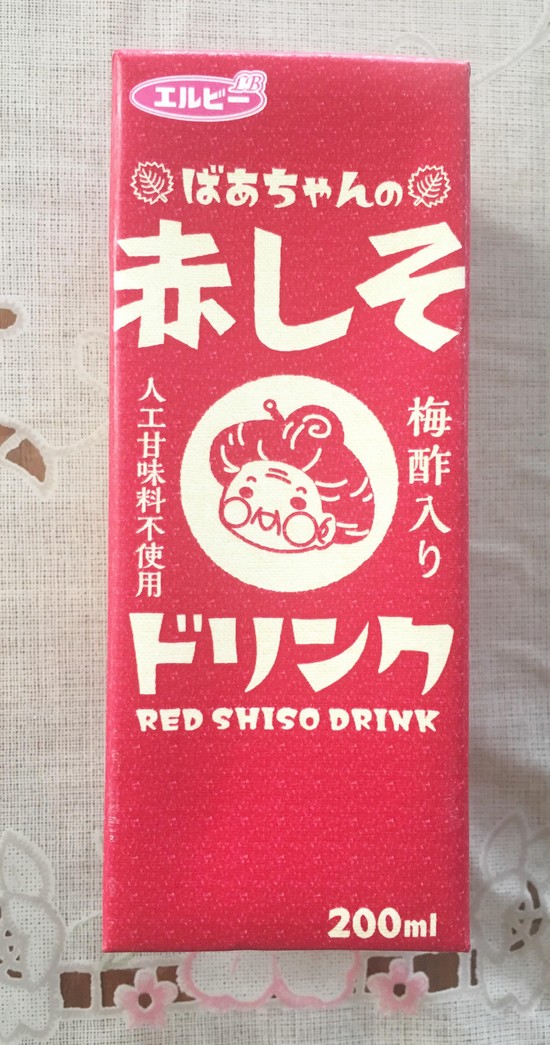 エルビー LB
ばあちゃんの
赤しそ
梅酢入り
人工甘味料不使用
ドリンク
RED SHISO DRINK
200ml